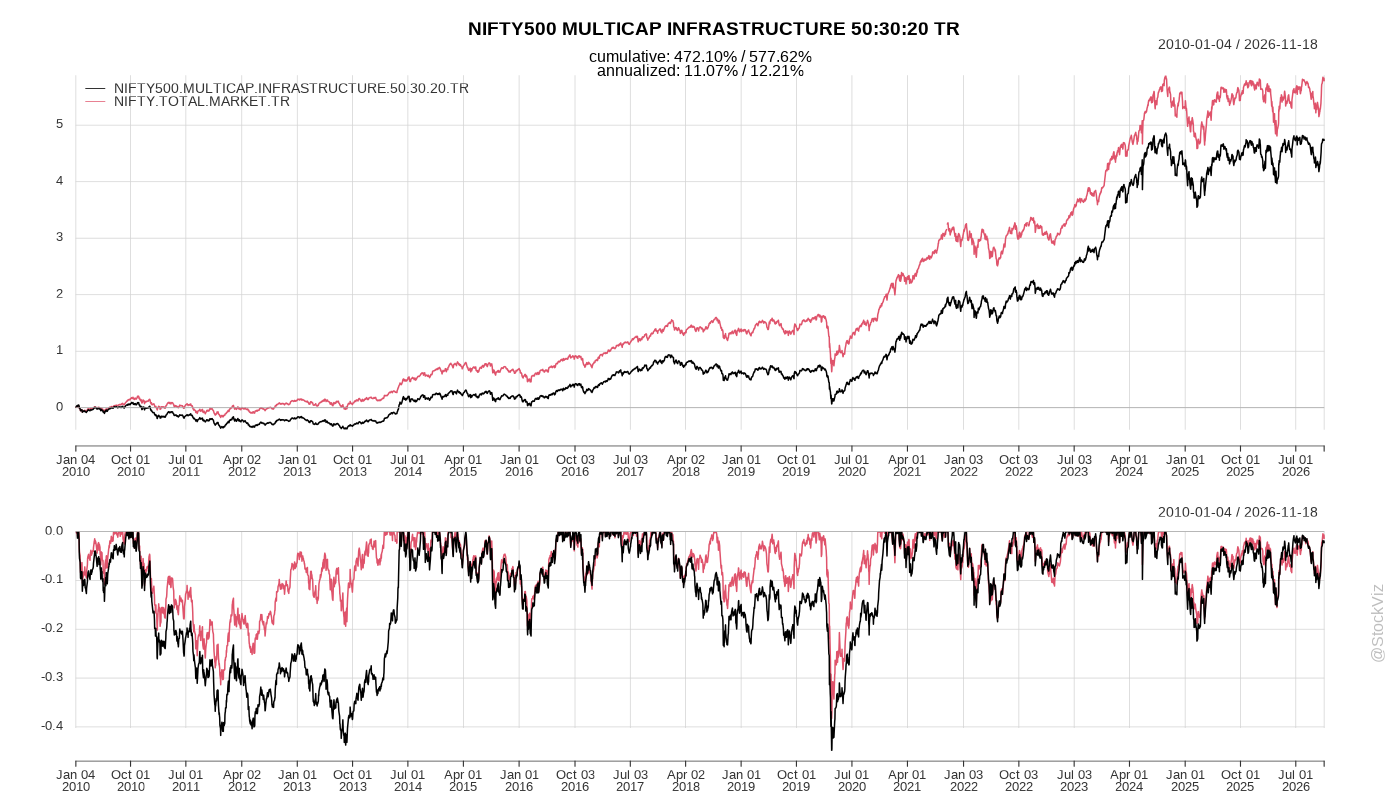 NIFTY500 MULTICAP INFRASTRUCTURE 50:30:20 TR
2010-01-04 / 2026-11-18
cumulative: 472.10% / 577.62%
annualized: 11.07% / 12.21%
NIFTY500.MULTICAP.INFRASTRUCTURE.50.30.20.TR
NIFTY.TOTAL.MARKET.TR
5
4
3
2
1
0
Jan 04 Oct 01 Jul 01 Apr 02 Jan 01 Oct 01 Jul 01 Apr 01 Jan 01 Oct 03 Jul 03 Apr 02 Jan 01 Oct 01 Jul 01 Apr 01 Jan 03 Oct 03 Jul 03 Apr 01 Jan 01 Oct 01 Jul 01
2010 2010 2011 2012 2013 2013 2014 2015 2016 2016 2017 2018 2019 2019 2020 2021 2022 2022 2023 2024 2025 2025 2026
2010-01-04 / 2026-11-18
0.0
-0.1
-0.2
-0.3
-0.4
Jan 04 Oct 01 Jul 01 Apr 02 Jan 01 Oct 01 Jul 01 Apr 01 Jan 01 Oct 03 Jul 03 Apr 02 Jan 01 Oct 01 Jul 01 Apr 01 Jan 03 Oct 03 Jul 03 Apr 01 Jan 01 Oct 01 Jul 01
2010 2010 2011 2012 2013 2013 2014 2015 2016 2016 2017 2018 2019 2019 2020 2021 2022 2022 2023 2024 2025 2025 2026
@StockViz